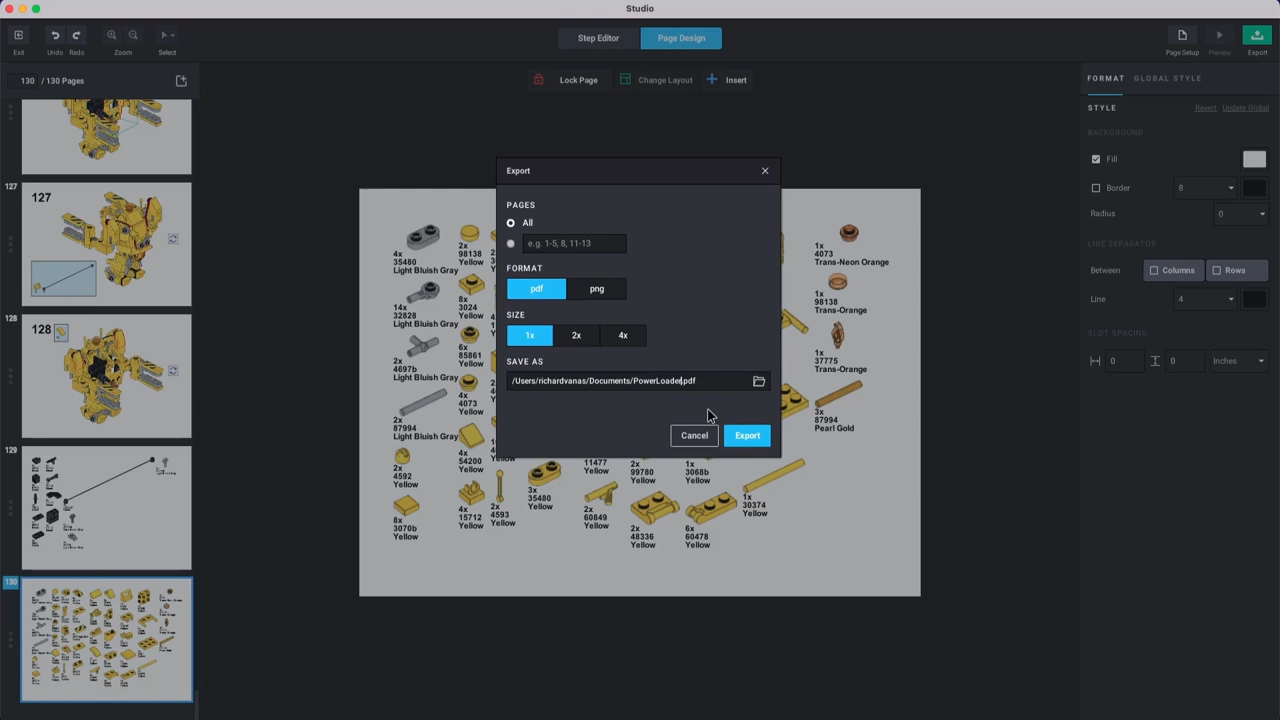 Studio
Exit
Undo Redo
Zoom
Select
Step Editor
Page Design
Page Setup
Preview
Export
130 / 130 Pages
Lock Page
Change Layout
Insert
FORMAT
GLOBAL STYLE
STYLE
Revert
Update Global
BACKGROUND
Fill
Border
8
Radius
0
LINE SEPARATOR
Between
Columns
Rows
Line
4
SLOT SPACING
0
0
Inches
127
127
128
128
129
130
Export
PAGES
All
e.g. 1-5, 8, 11-13
FORMAT
pdf
png
SIZE
1x
2x
4x
SAVE AS
/Users/richardvanas/Documents/PowerLoader.pdf
Cancel
Export
4x
35480
Light Bluish Gray
14x
32828
Light Bluish Gray
2x
4697b
Light Bluish Gray
2x
87994
Light Bluish Gray
2x
4592
Yellow
8x
3070b
Yellow
2x
98138
Yellow
8x
3024
Yellow
6x
85861
Yellow
4x
4073
Yellow
4x
54200
Yellow
4x
15712
Yellow
2x
4593
Yellow
3x
35480
Yellow
11477
Yellow
2x
60849
Yellow
2x
99780
Yellow
2x
48336
Yellow
1x
3068b
Yellow
6x
60478
Yellow
1x
30374
Yellow
1x
4073
Trans-Neon Orange
1x
98138
Trans-Orange
1x
37775
Trans-Orange
3x
87994
Pearl Gold